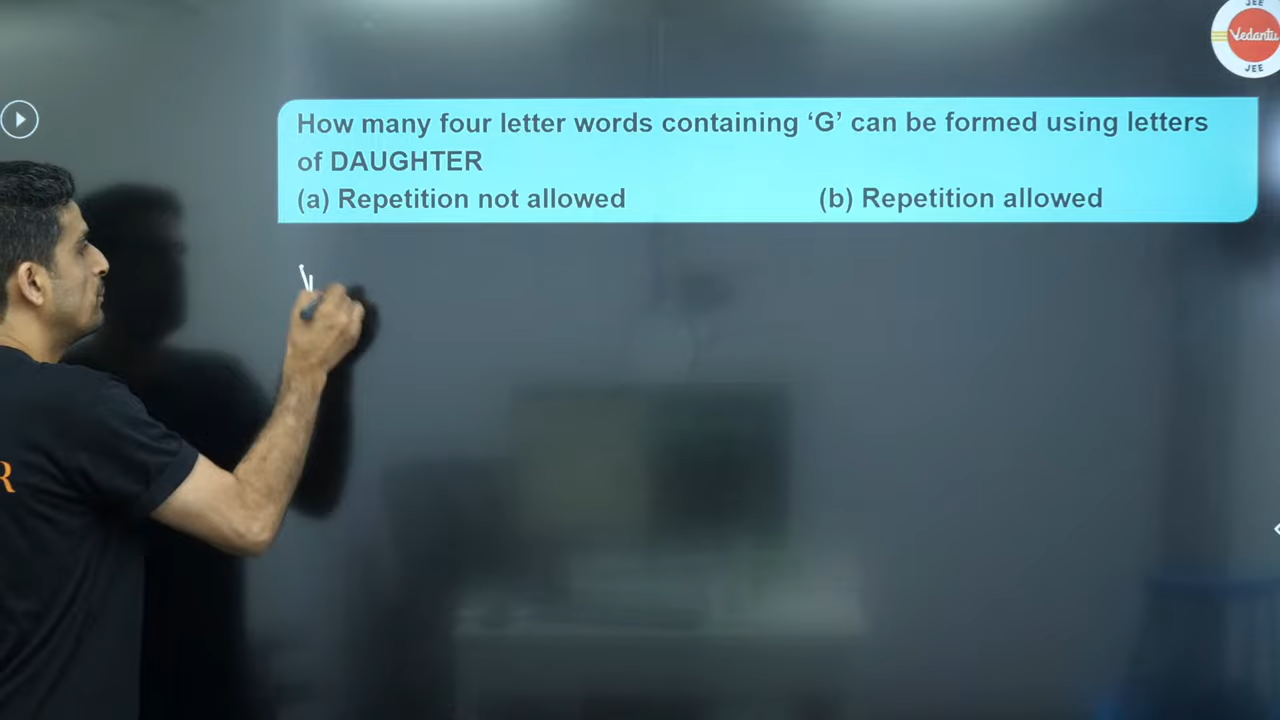 JEE
Vedantu
JEE
How many four letter words containing ‘G’ can be formed using letters
of DAUGHTER
(a) Repetition not allowed
(b) Repetition allowed
R